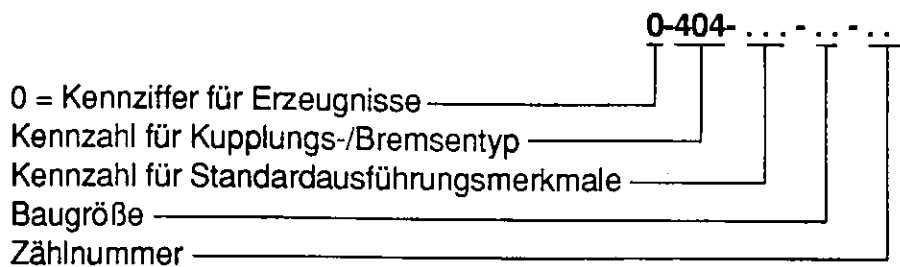 0-404- . . . - . . - . .
0 = Kennziffer für Erzeugnisse
Kennzahl für Kupplungs-/Bremsentyp
Kennzahl für Standardausführungsmerkmale
Baugröße
Zählnummer